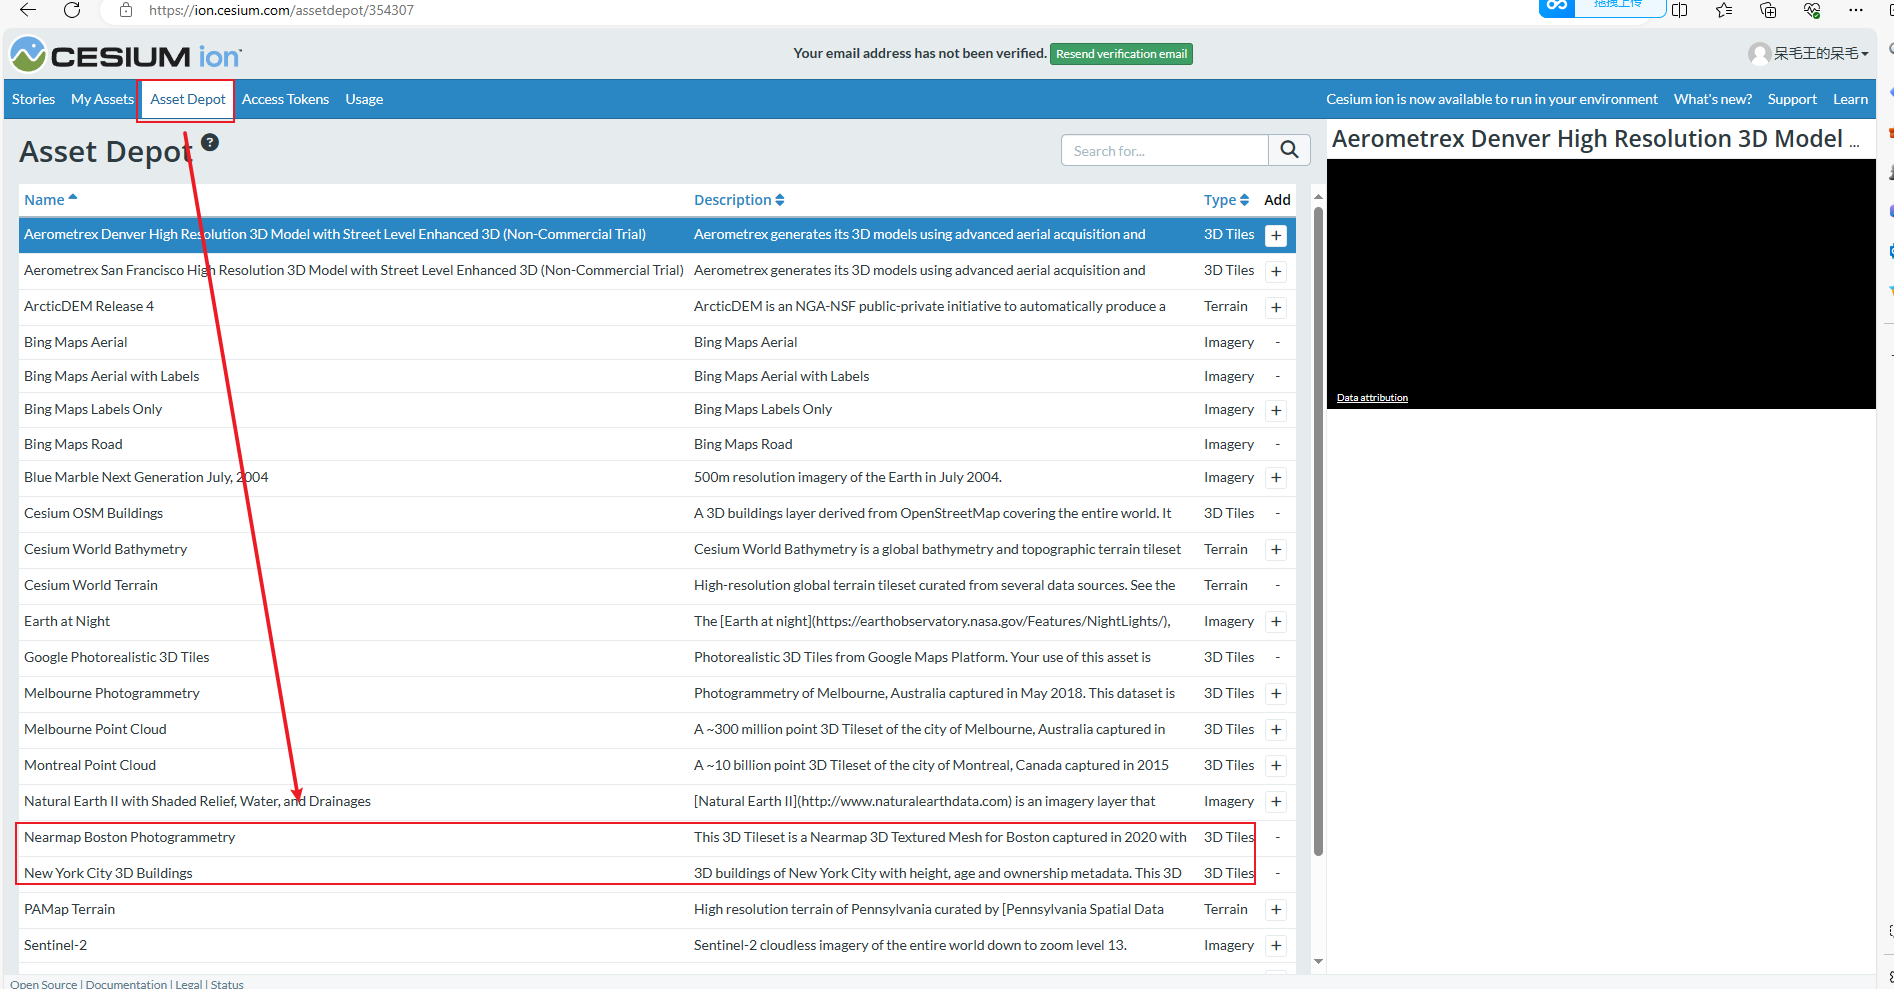 https://ion.cesium.com/assetdepot/354307
拖拽上传
CESIUM ion
Your email address has not been verified. Resend verification email
呆毛王的呆毛
Stories My Assets Asset Depot Access Tokens Usage
Cesium ion is now available to run in your environment What's new? Support Learn
Asset Depot ?
Search for...
Aerometrex Denver High Resolution 3D Model ...
Name Description Type Add
Aerometrex Denver High Resolution 3D Model with Street Level Enhanced 3D (Non-Commercial Trial) Aerometrex generates its 3D models using advanced aerial acquisition and 3D Tiles +
Aerometrex San Francisco High Resolution 3D Model with Street Level Enhanced 3D (Non-Commercial Trial) Aerometrex generates its 3D models using advanced aerial acquisition and 3D Tiles +
ArcticDEM Release 4 ArcticDEM is an NGA-NSF public-private initiative to automatically produce a Terrain +
Bing Maps Aerial Bing Maps Aerial Imagery -
Bing Maps Aerial with Labels Bing Maps Aerial with Labels Imagery -
Bing Maps Labels Only Bing Maps Labels Only Imagery +
Bing Maps Road Bing Maps Road Imagery -
Blue Marble Next Generation July, 2004 500m resolution imagery of the Earth in July 2004. Imagery +
Cesium OSM Buildings A 3D buildings layer derived from OpenStreetMap covering the entire world. It 3D Tiles -
Cesium World Bathymetry Cesium World Bathymetry is a global bathymetry and topographic terrain tileset Terrain +
Cesium World Terrain High-resolution global terrain tileset curated from several data sources. See the Terrain -
Earth at Night The [Earth at night](https://earthobservatory.nasa.gov/Features/NightLights/), Imagery +
Google Photorealistic 3D Tiles Photorealistic 3D Tiles from Google Maps Platform. Your use of this asset is 3D Tiles -
Melbourne Photogrammetry Photogrammetry of Melbourne, Australia captured in May 2018. This dataset is 3D Tiles +
Melbourne Point Cloud A ~300 million point 3D Tileset of the city of Melbourne, Australia captured in 3D Tiles +
Montreal Point Cloud A ~10 billion point 3D Tileset of the city of Montreal, Canada captured in 2015 3D Tiles +
Natural Earth II with Shaded Relief, Water, and Drainages [Natural Earth II](http://www.naturalearthdata.com) is an imagery layer that Imagery +
Nearmap Boston Photogrammetry This 3D Tileset is a Nearmap 3D Textured Mesh for Boston captured in 2020 with 3D Tiles -
New York City 3D Buildings 3D buildings of New York City with height, age and ownership metadata. This 3D 3D Tiles -
PAMap Terrain High resolution terrain of Pennsylvania curated by [Pennsylvania Spatial Data Terrain +
Sentinel-2 Sentinel-2 cloudless imagery of the entire world down to zoom level 13. Imagery +
Data attribution
Open Source | Documentation | Legal | Status